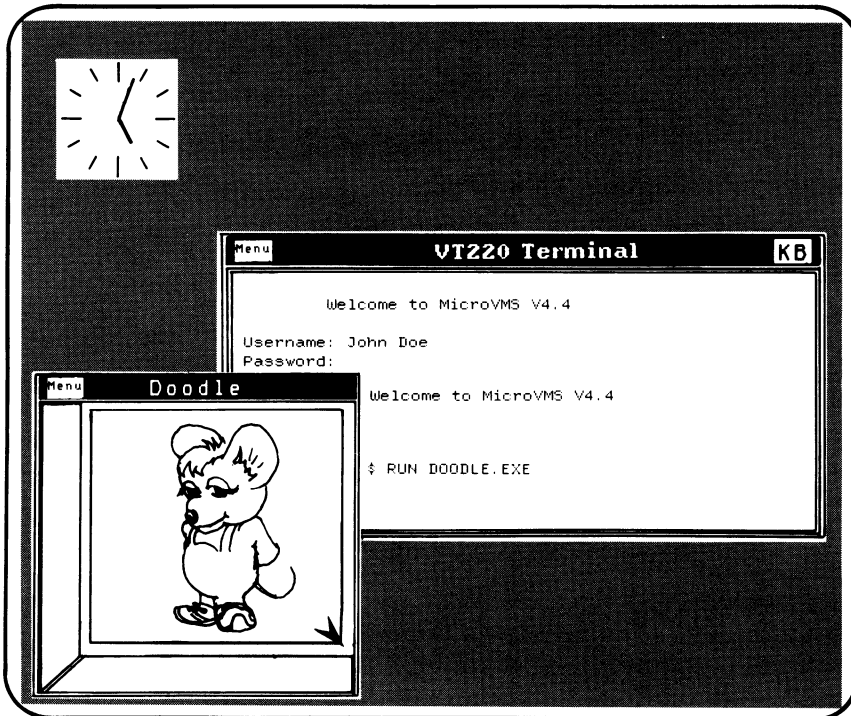 Menu VT220 Terminal KB
Welcome to MicroVMS V4.4
Username: John Doe
Password:
Welcome to MicroVMS V4.4
$ RUN DOODLE.EXE
Menu Doodle